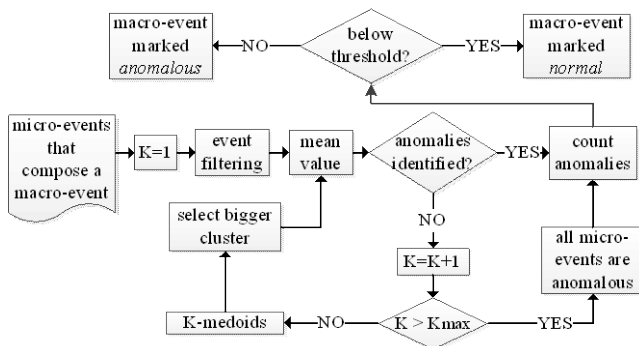 macro-event
marked
anomalous
NO
below
threshold?
YES
macro-event
marked
normal
micro-events
that
compose a
macro-event
K=1
event
filtering
mean
value
anomalies
identified?
YES
count
anomalies
select bigger
cluster
NO
K=K+1
all micro-
events are
anomalous
K-medoids
NO
K > Kmax
YES